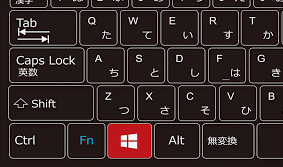 漢字
Tab Q た W て E い R す T か
Caps Lock 英数 A ち S と D し F は G き
Shift Z つ X さ C そ V ひ B
Ctrl Fn Alt 無変換